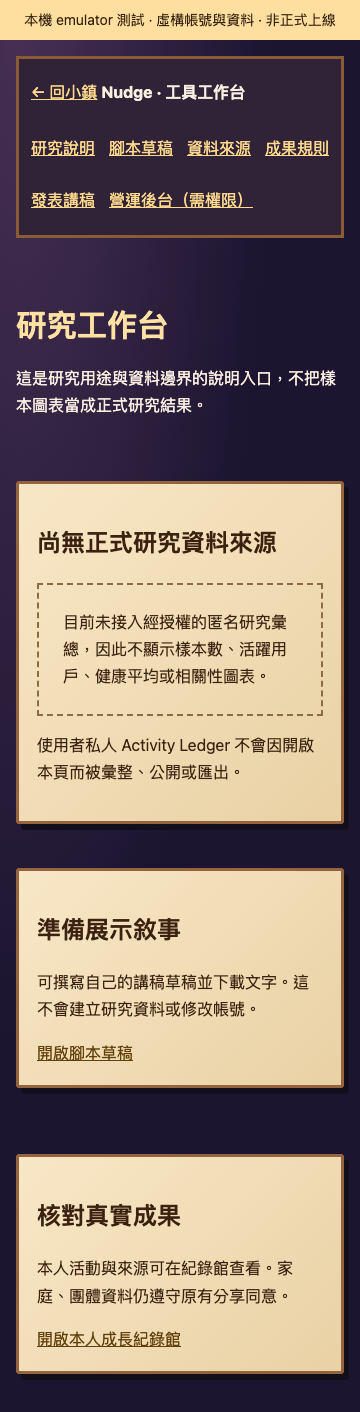 本機 emulator 測試 · 虛構帳號與資料 · 非正式上線
← 回小鎮 Nudge · 工具工作台
研究說明 腳本草稿 資料來源 成果規則
發表講稿 營運後台（需權限）
研究工作台
這是研究用途與資料邊界的說明入口，不把樣
本圖表當成正式研究結果。
尚無正式研究資料來源
目前未接入經授權的匿名研究彙
總，因此不顯示樣本數、活躍用
戶、健康平均或相關性圖表。
使用者私人 Activity Ledger 不會因開啟
本頁而被彙整、公開或匯出。
準備展示敘事
可撰寫自己的講稿草稿並下載文字。這
不會建立研究資料或修改帳號。
開啟腳本草稿
核對真實成果
本人活動與來源可在紀錄館查看。家
庭、團體資料仍遵守原有分享同意。
開啟本人成長紀錄館